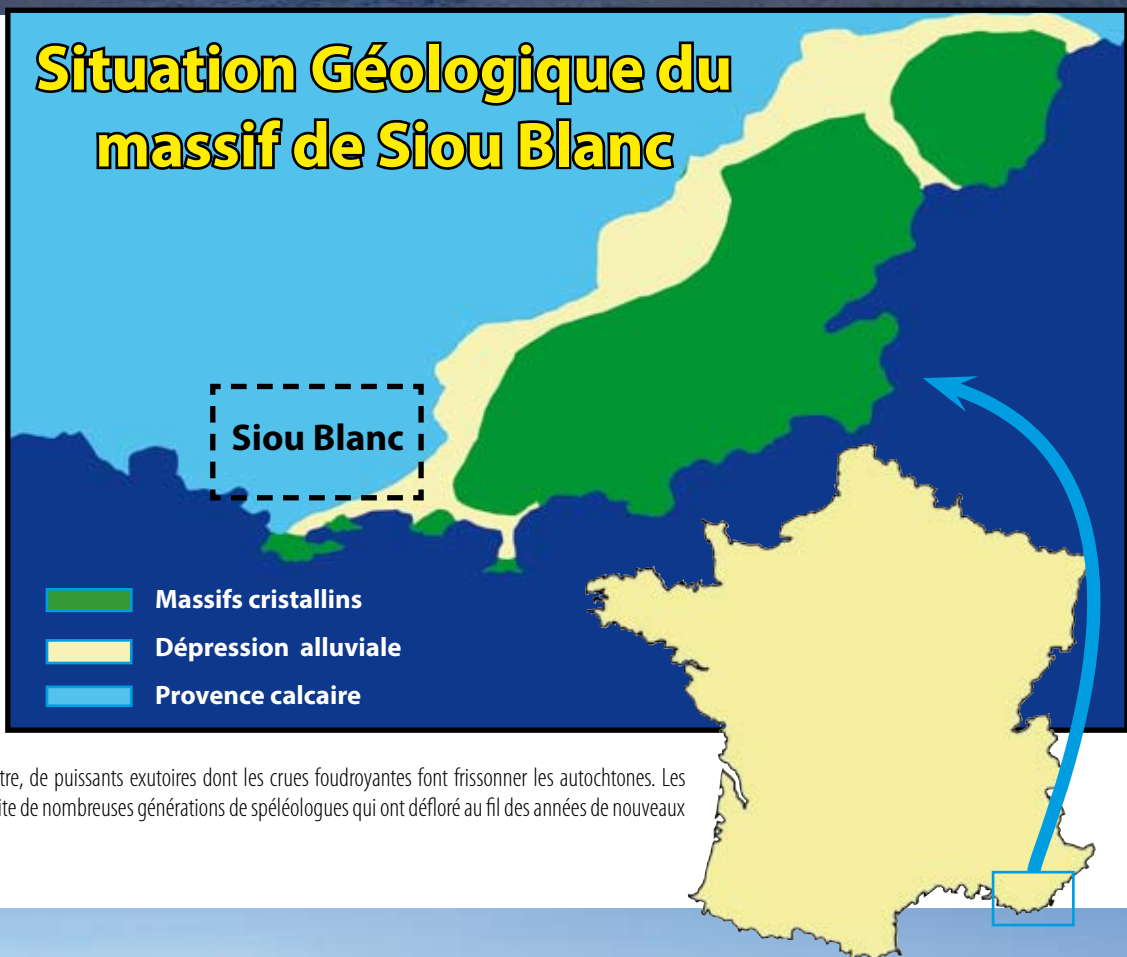 Situation Géologique du
massif de Siou Blanc
Siou Blanc
Massifs cristallins
Dépression alluviale
Provence calcaire
tre, de puissants exutoires dont les crues foudroyantes font frissonner les autochtones. Les
ite de nombreuses générations de spéléologues qui ont défloré au fil des années de nouveaux